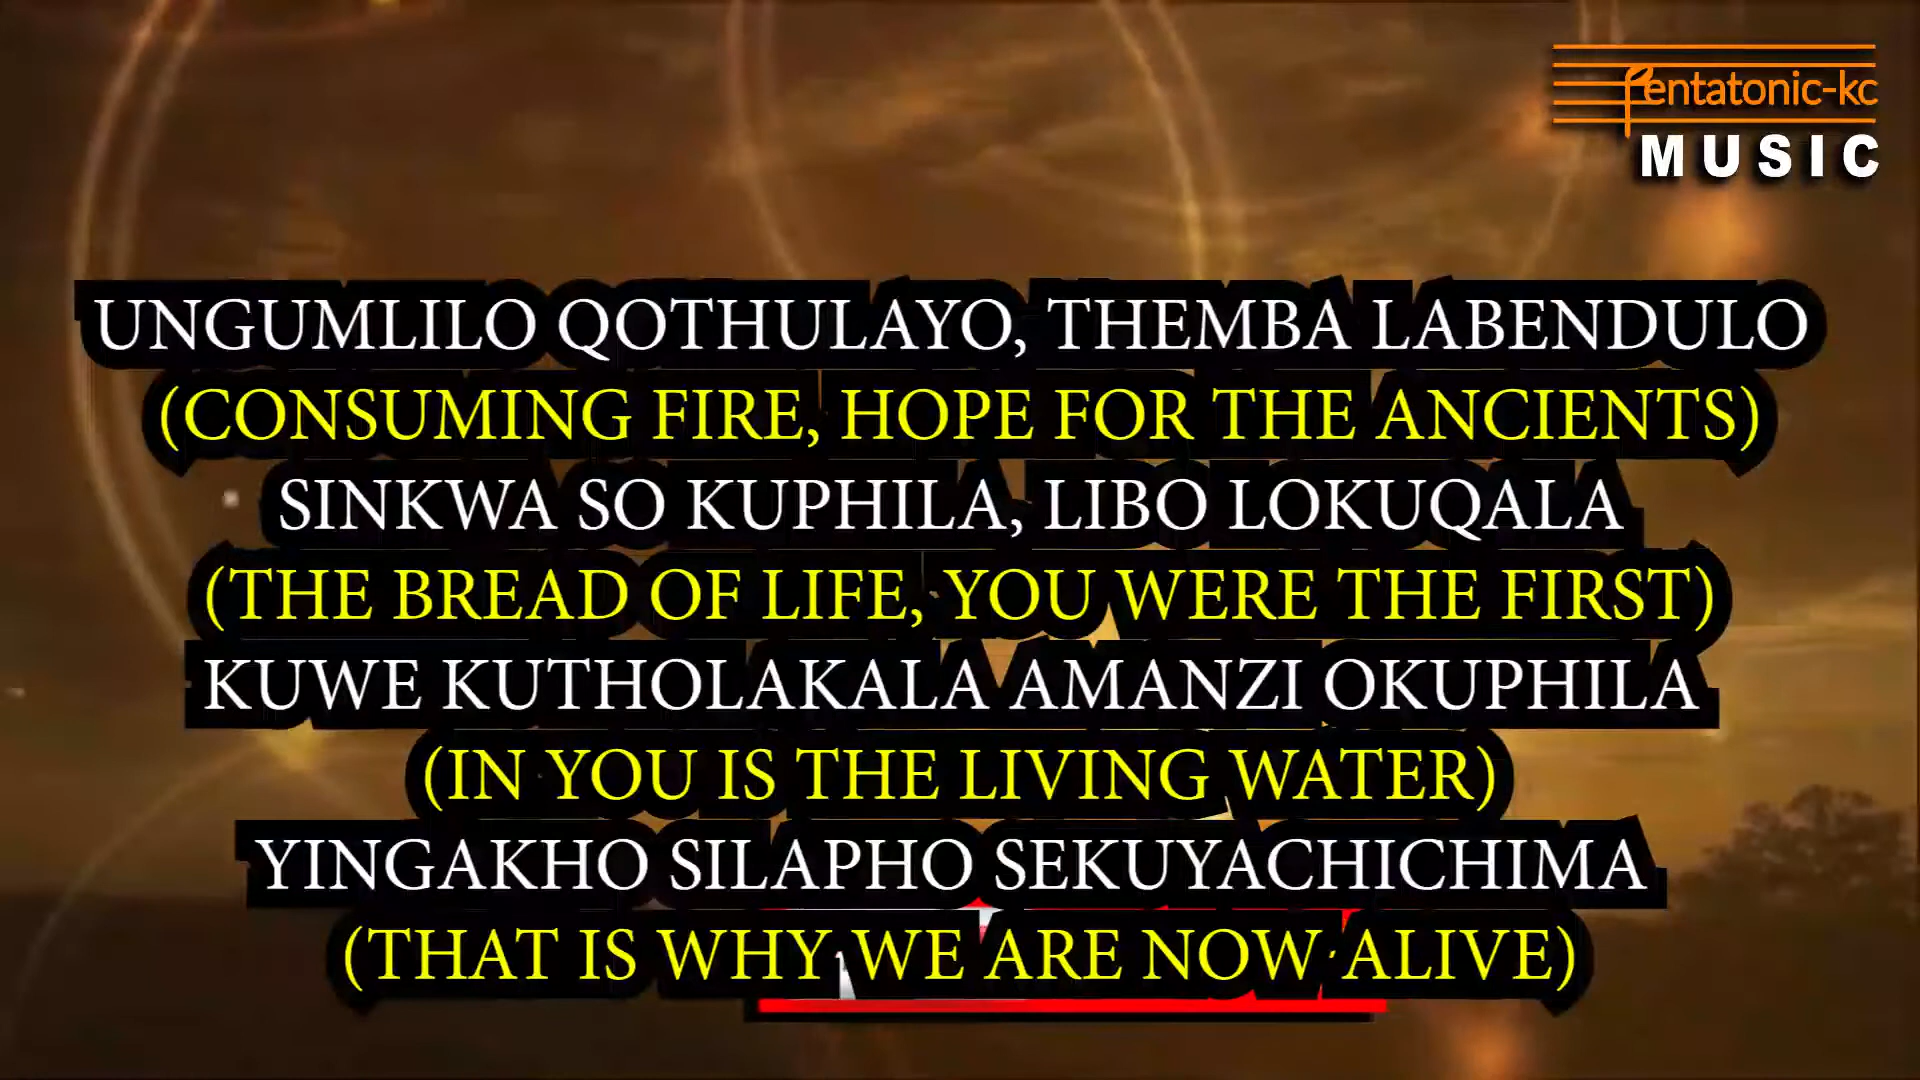 Pentatonic-kc
MUSIC
UNGUMLILO QOTHULAYO, THEMBA LABENDULO
(CONSUMING FIRE, HOPE FOR THE ANCIENTS)
SINKWA SO KUPHILA, LIBO LOKUQALA
(THE BREAD OF LIFE, YOU WERE THE FIRST)
KUWE KUTHOLAKALA AMANZI OKUPHILA
(IN YOU IS THE LIVING WATER)
YINGAKHO SILAPHO SEKUYACHICHIMA
(THAT IS WHY WE ARE NOW ALIVE)